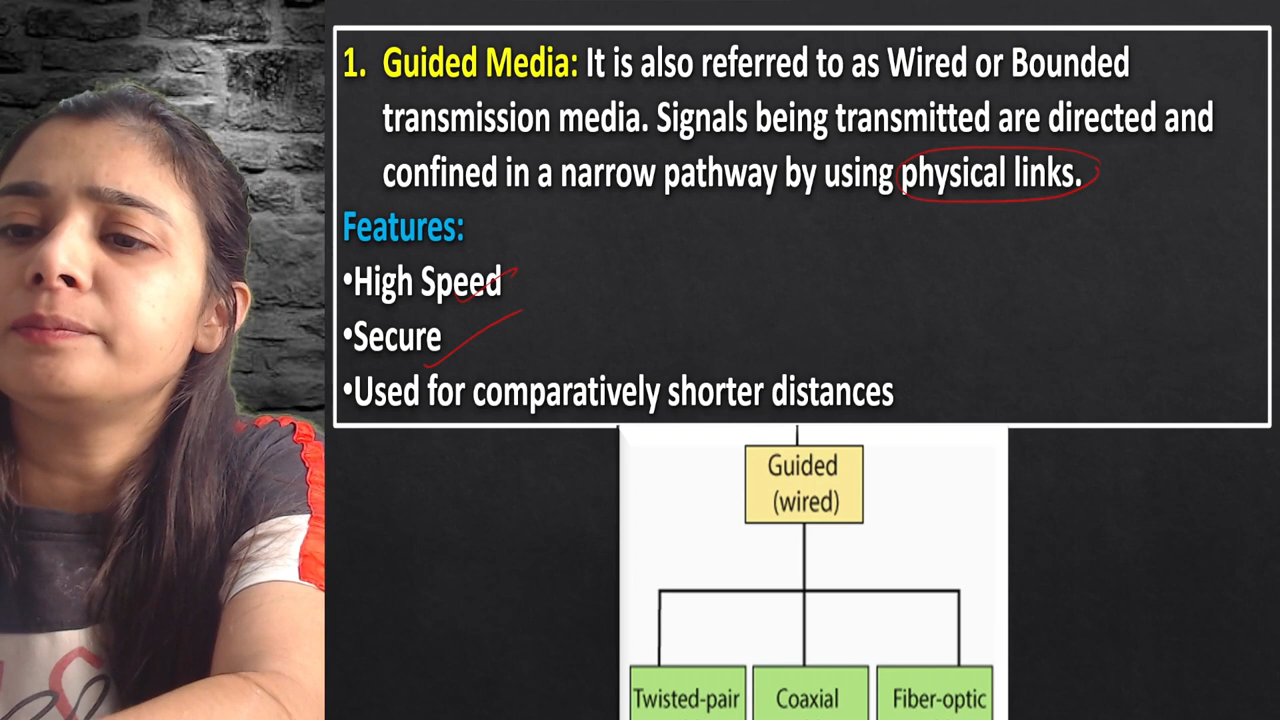 1. Guided Media: It is also referred to as Wired or Bounded
transmission media. Signals being transmitted are directed and
confined in a narrow pathway by using physical links.
Features:
•High Speed
•Secure
•Used for comparatively shorter distances
Guided
(wired)
Twisted-pair
Coaxial
Fiber-optic